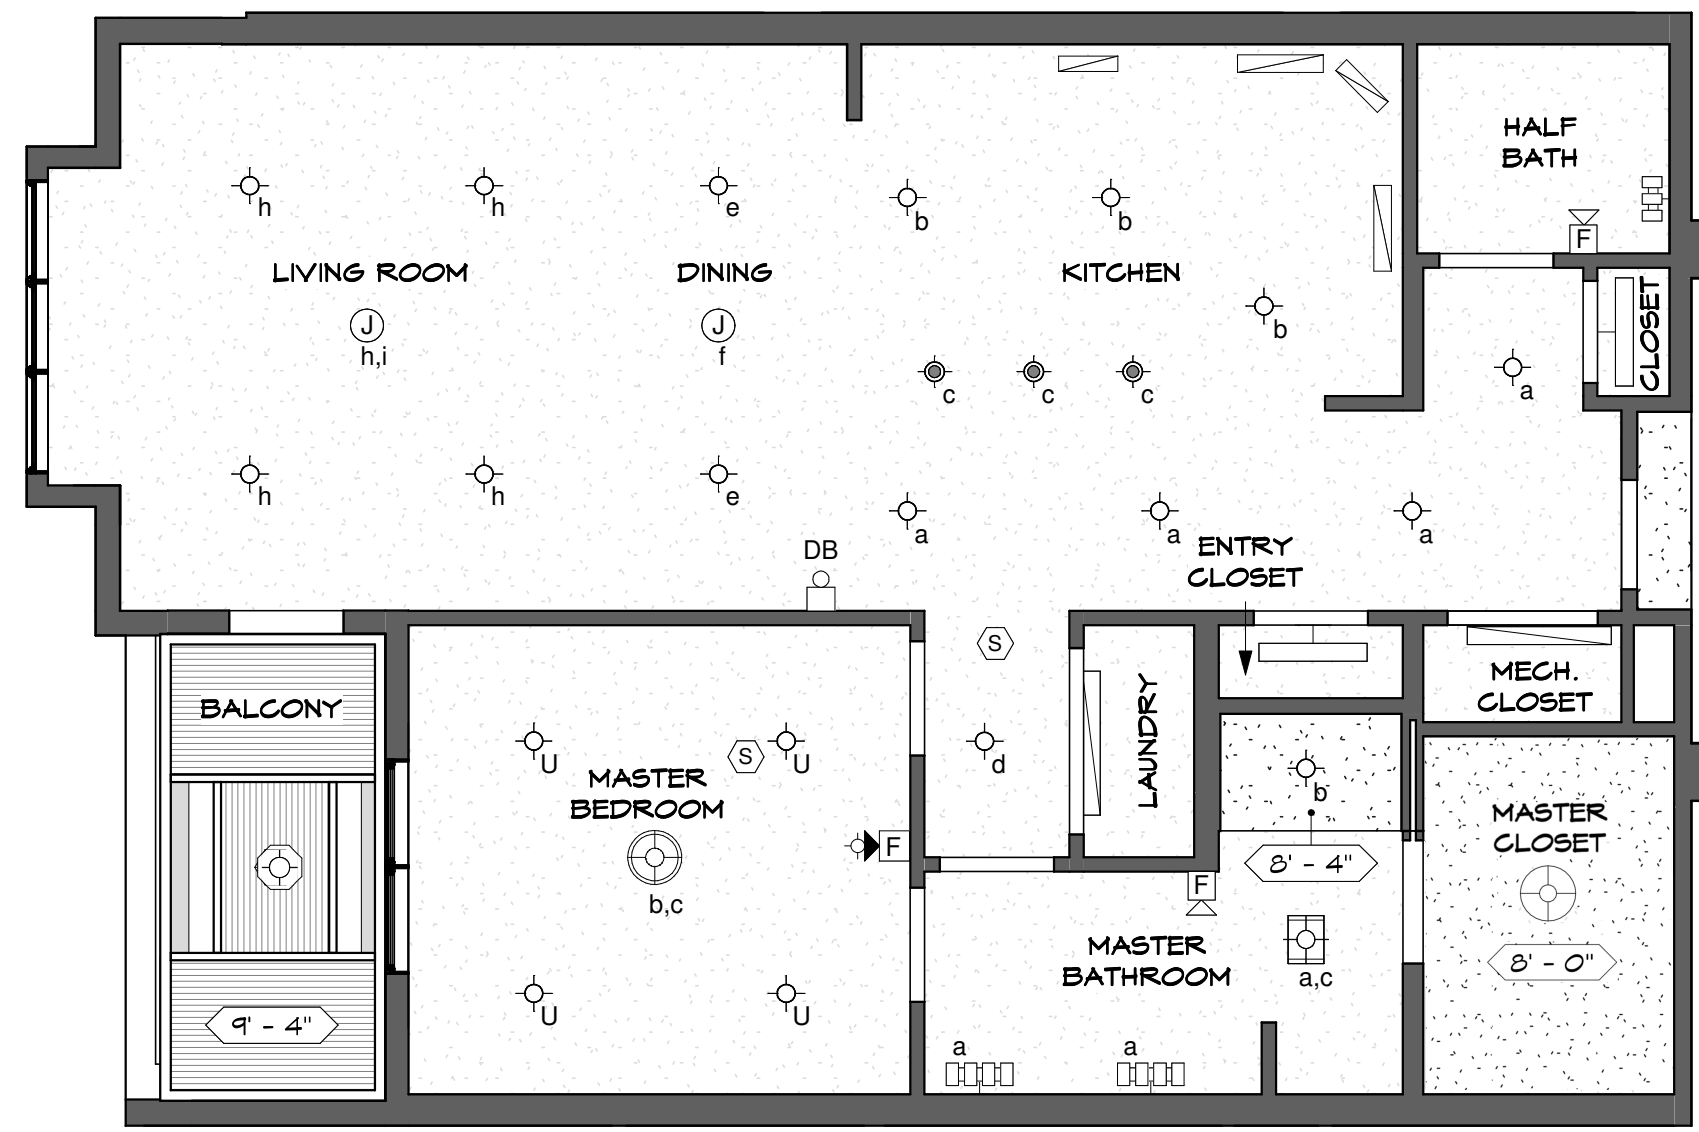 HALF
BATH
h
h
e
b
b
F
LIVING ROOM
DINING
KITCHEN
CLOSET
J
h,i
J
f
b
c
c
c
a
h
h
e
a
a
a
DB
ENTRY
CLOSET
S
MECH.
CLOSET
BALCONY
LAUNDRY
U
S
U
d
MASTER
BEDROOM
b
MASTER
CLOSET
F
8' - 4"
F
b,c
MASTER
BATHROOM
a,c
8' - 0"
U
U
9' - 4"
a
a